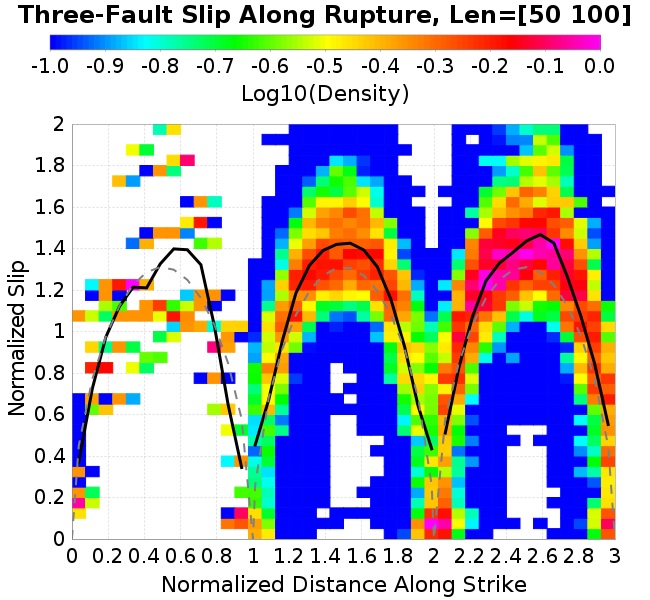 Three-Fault Slip Along Rupture, Len=[50 100]
-1.0 -0.9 -0.8 -0.7 -0.6 -0.5 -0.4 -0.3 -0.2 -0.1 0.0
Log10(Density)
2
1.8
1.6
1.4
1.2
1
0.8
0.6
0.4
0.2
0
Normalized Slip
0 0.2 0.4 0.6 0.8 1 1.2 1.4 1.6 1.8 2 2.2 2.4 2.6 2.8 3
Normalized Distance Along Strike